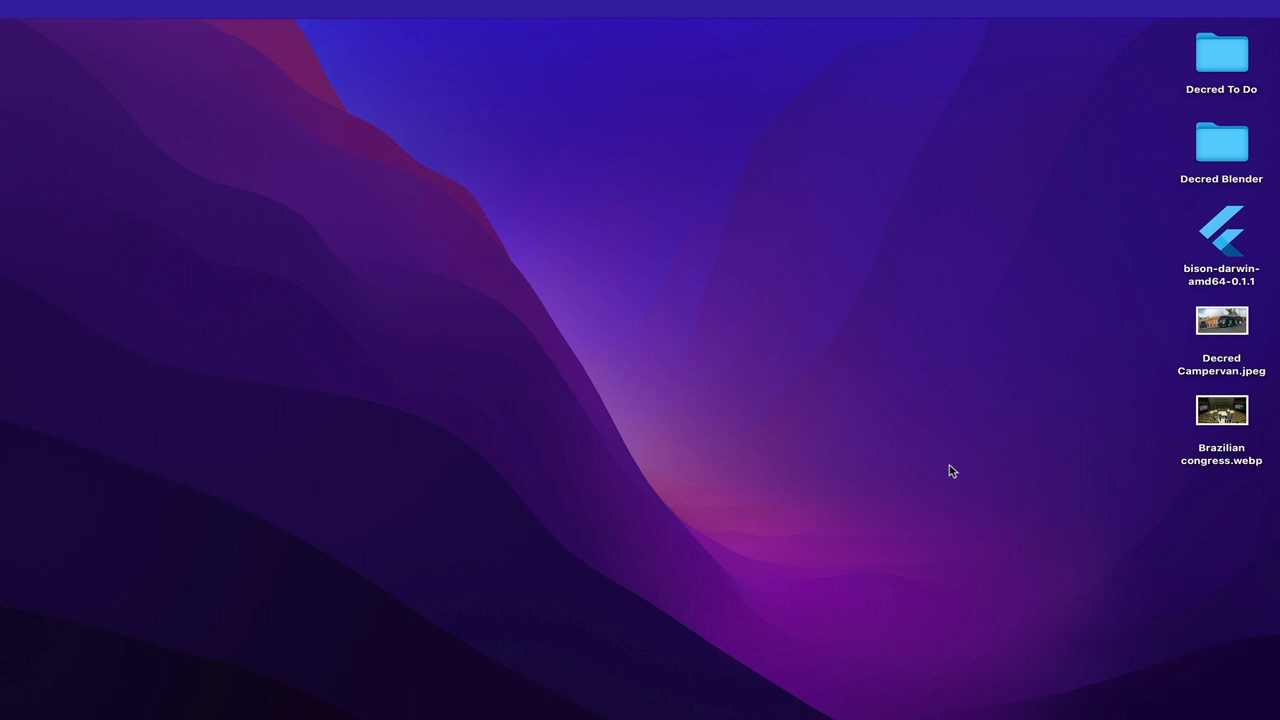 Decred To Do
Decred Blender
bison-darwin-
amd64-0.1.1
Decred
Campervan.jpeg
Brazilian
congress.webp